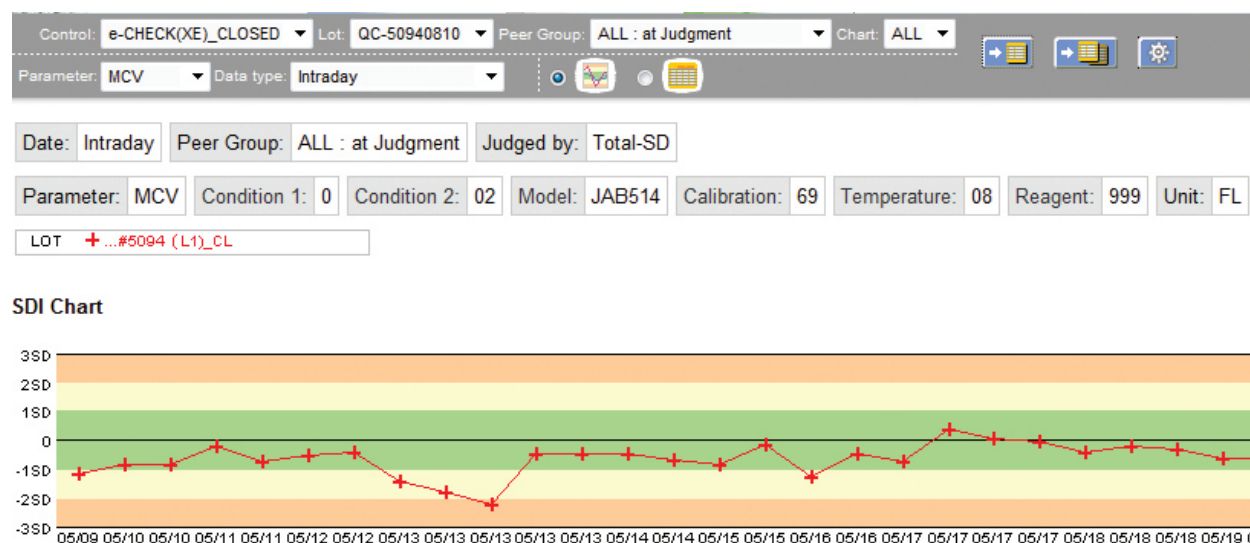 Control: e-CHECK(XE)_CLOSED Lot: QC-50940810 Peer Group: ALL : at Judgment Chart: ALL
Parameter: MCV Data type: Intraday
Date: Intraday Peer Group: ALL : at Judgment Judged by: Total-SD
Parameter: MCV Condition 1: 0 Condition 2: 02 Model: JAB514 Calibration: 69 Temperature: 08 Reagent: 999 Unit: FL
LOT +...#5094 (L1)_CL
SDI Chart
3SD
2SD
1SD
0
-1SD
-2SD
-3SD
05/09 05/10 05/10 05/11 05/11 05/12 05/12 05/13 05/13 05/13 05/13 05/13 05/14 05/14 05/15 05/15 05/16 05/16 05/17 05/17 05/17 05/17 05/18 05/18 05/18 05/19